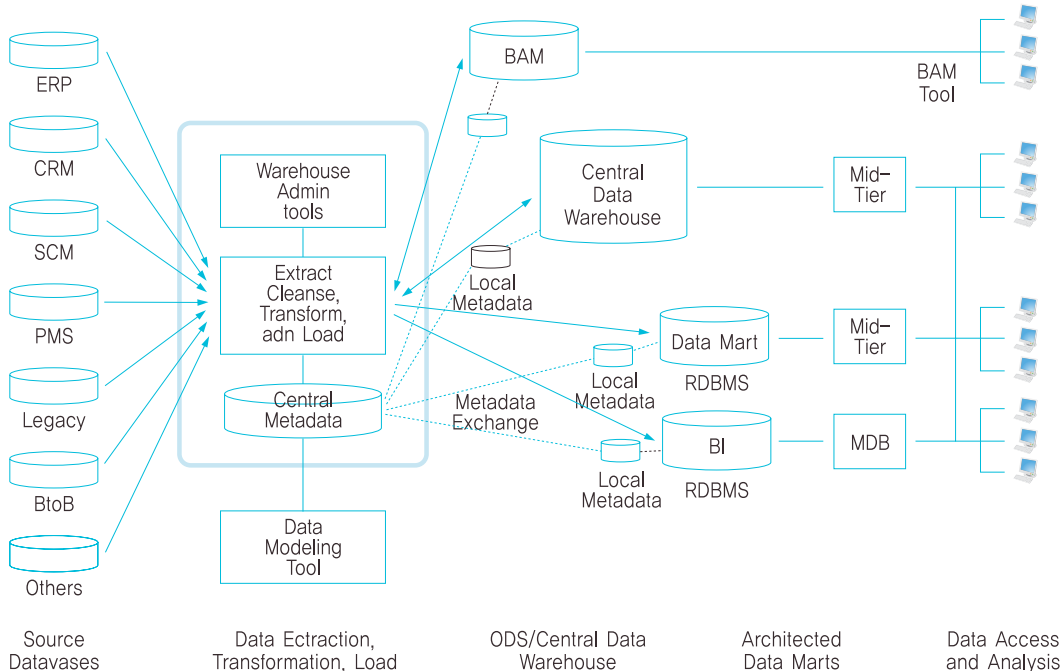 ERP
CRM
SCM
PMS
Legacy
BtoB
Others
Warehouse
Admin
tools
Extract
Cleanse,
Transform,
adn Load
Central
Metadata
Data
Modeling
Tool
BAM
Central
Data
Warehouse
Local
Metadata
Data Mart
RDBMS
Local
Metadata
Metadata
Exchange
BI
RDBMS
Local
Metadata
BAM
Tool
Mid-
Tier
Mid-
Tier
MDB
Source
Datavases
Data Ectraction,
Transformation, Load
ODS/Central Data
Warehouse
Architected
Data Marts
Data Access
and Analysis